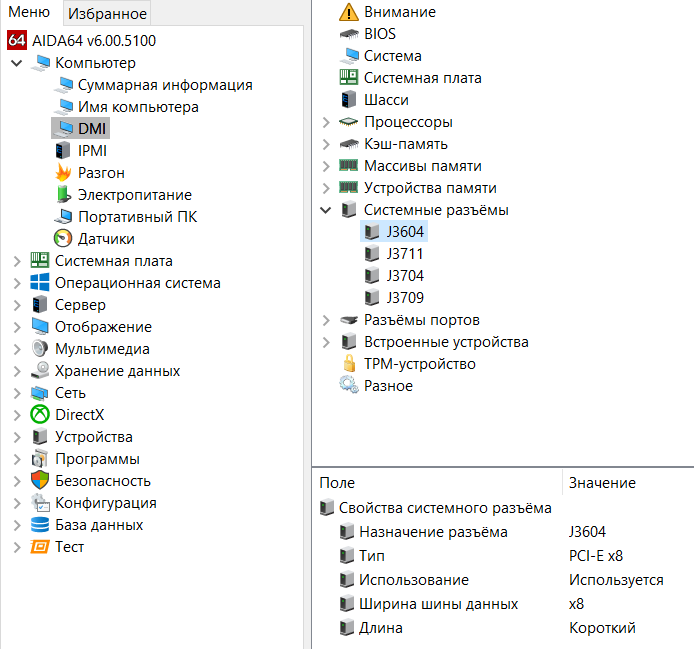 Меню
Избранное
AIDA64 v6.00.5100
Компьютер
Суммарная информация
Имя компьютера
DMI
IPMI
Разгон
Электропитание
Портативный ПК
Датчики
Системная плата
Операционная система
Сервер
Отображение
Мультимедиа
Хранение данных
Сеть
DirectX
Устройства
Программы
Безопасность
Конфигурация
База данных
Тест
Внимание
BIOS
Система
Системная плата
Шасси
Процессоры
Кэш-память
Массивы памяти
Устройства памяти
Системные разъёмы
J3604
J3711
J3704
J3709
Разъёмы портов
Встроенные устройства
TPM-устройство
Разное
Поле Значение
Свойства системного разъёма
Назначение разъёма J3604
Тип PCI-E x8
Использование Используется
Ширина шины данных x8
Длина Короткий